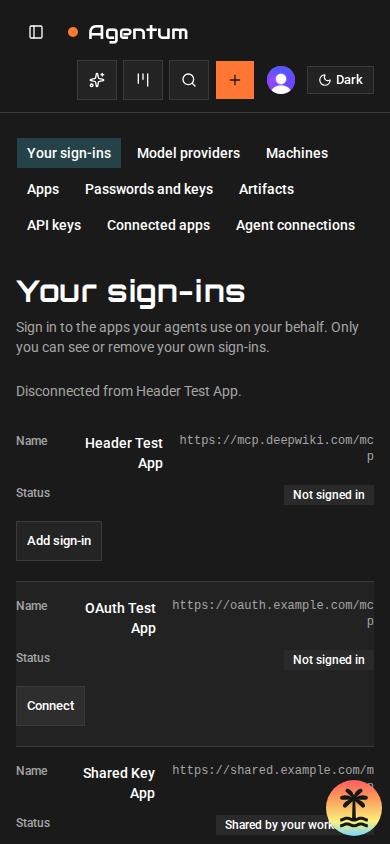 Agentum
Dark
Your sign-ins Model providers Machines
Apps Passwords and keys Artifacts
API keys Connected apps Agent connections
Your sign-ins
Sign in to the apps your agents use on your behalf. Only
you can see or remove your own sign-ins.
Disconnected from Header Test App.
Name Header Test https://mcp.deepwiki.com/mc
App p
Status Not signed in
Add sign-in
Name OAuth Test https://oauth.example.com/mc
App p
Status Not signed in
Connect
Name Shared Key https://shared.example.com/m
App
Status Shared by your